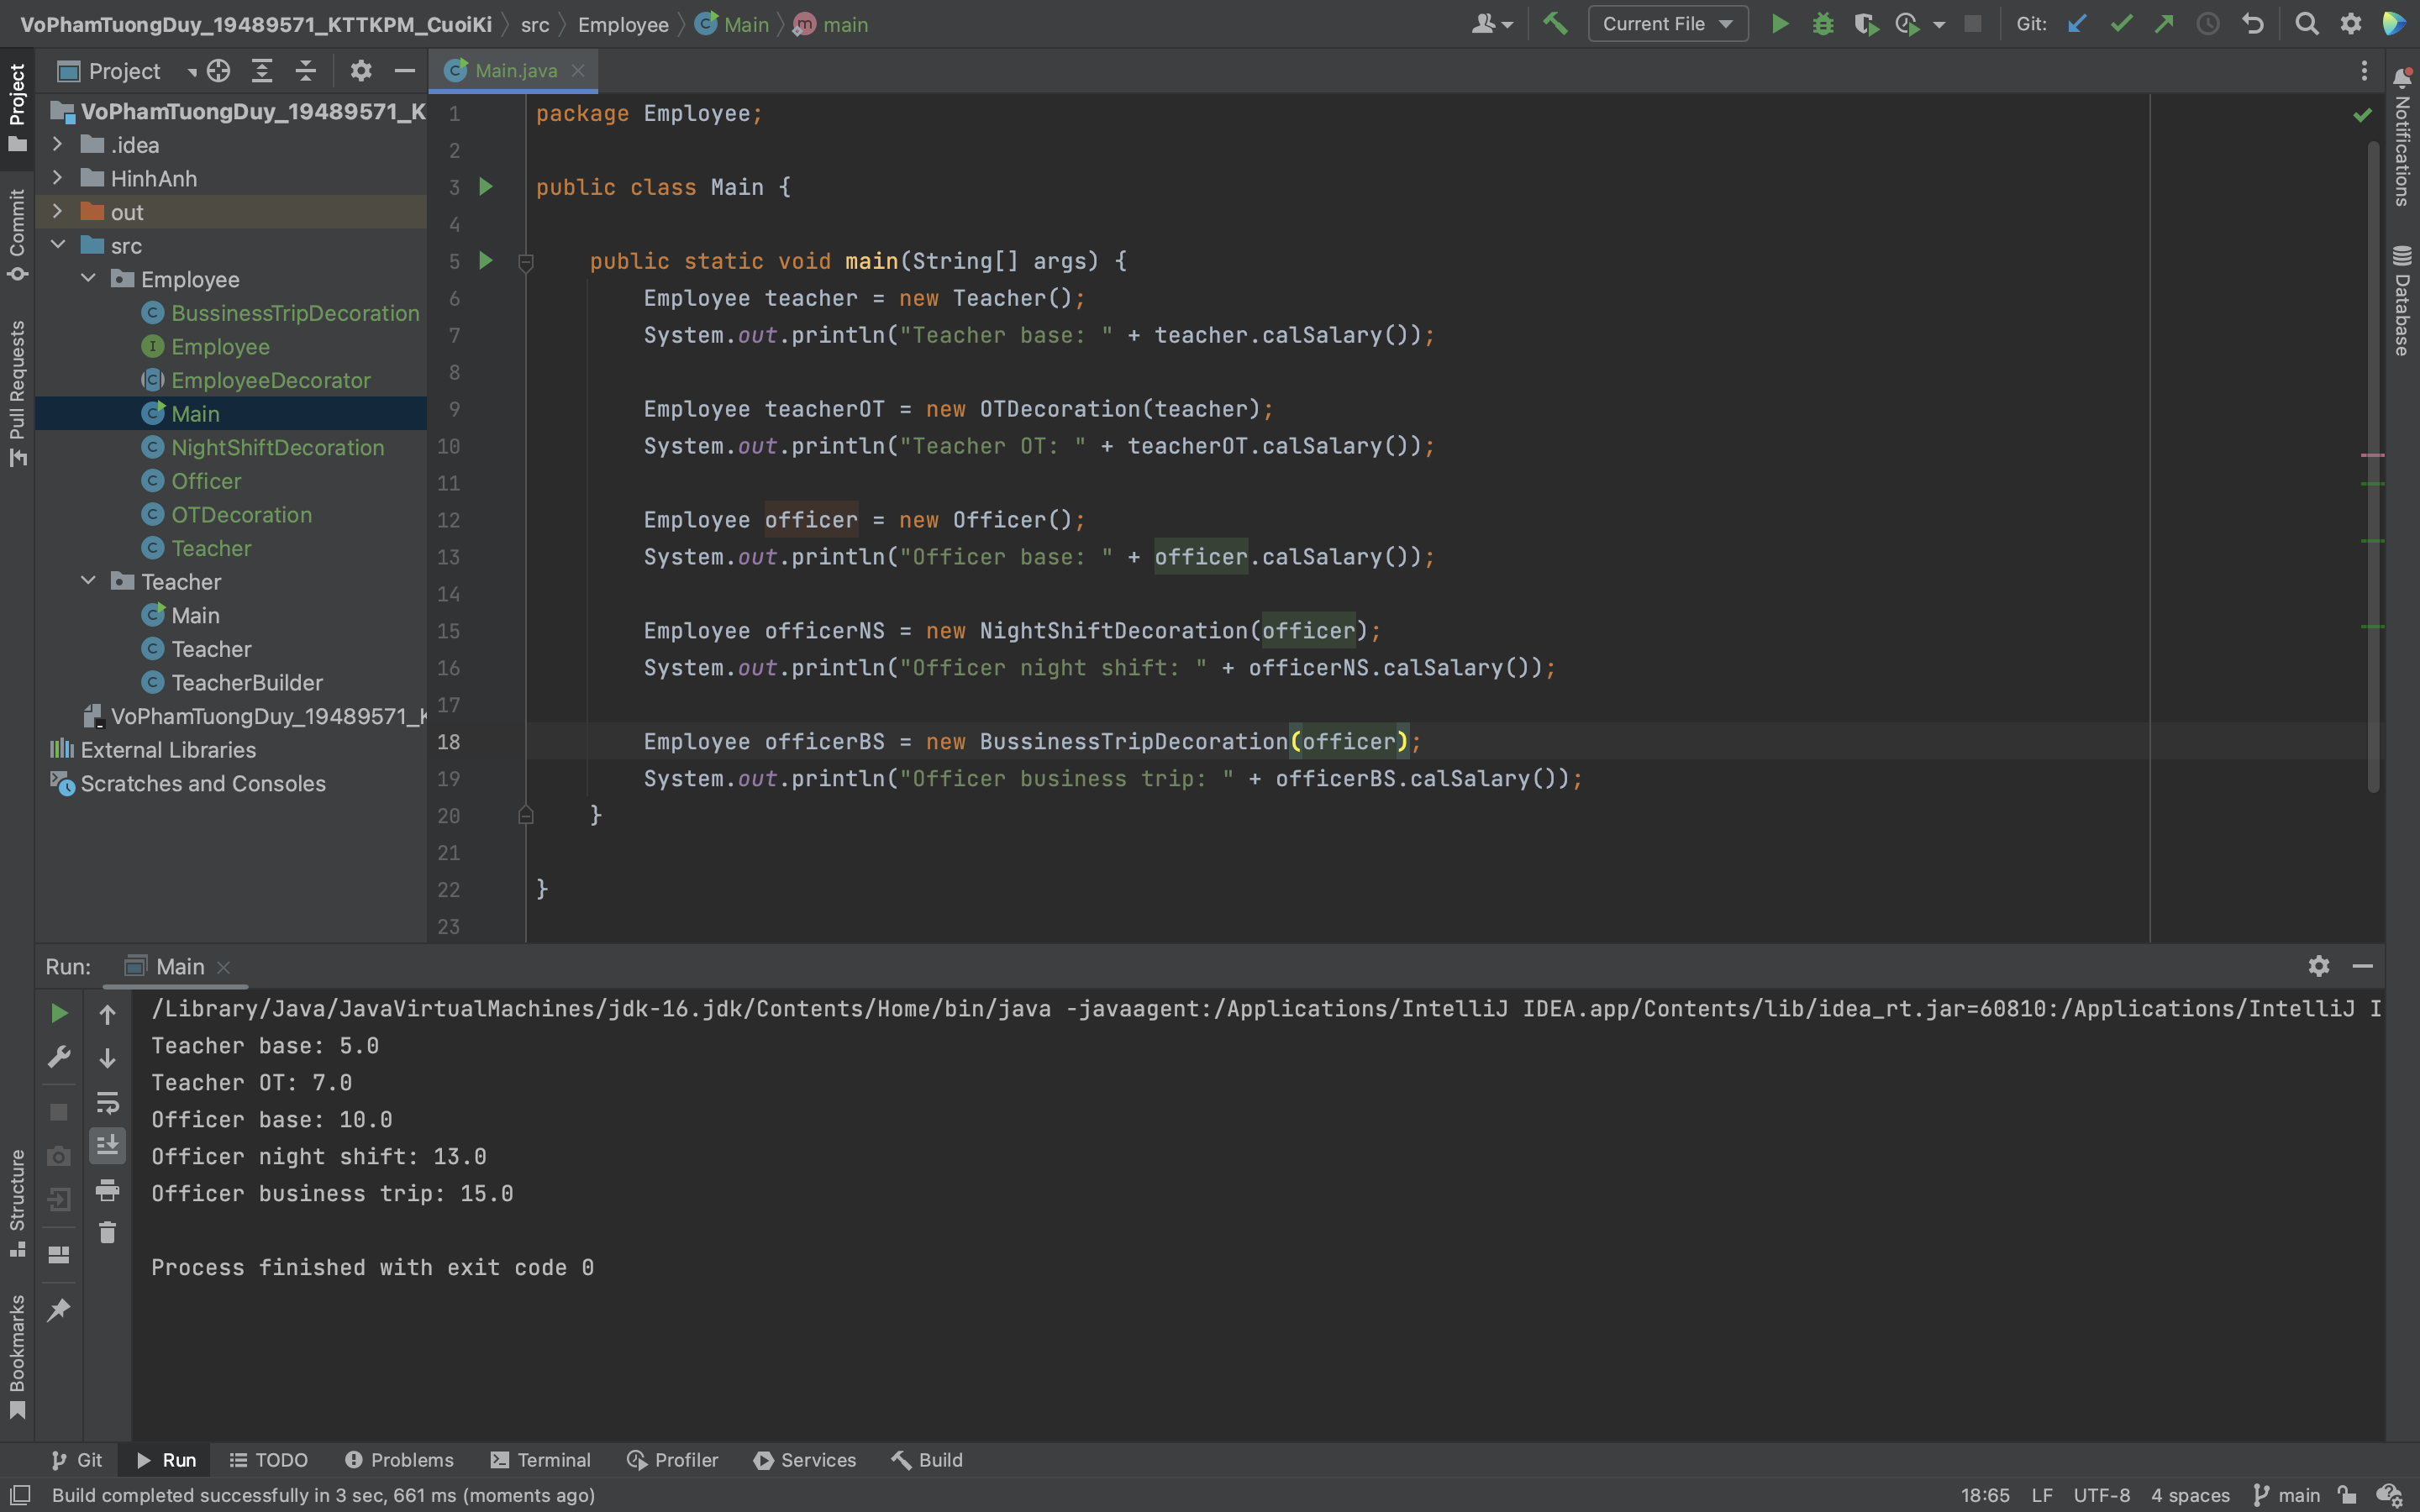 VoPhamTuongDuy_19489571_KTTKPM_CuoiKi src Employee Main main
Current File
Git:
Project
Main.java
Project
Commit
Pull Requests
Structure
Bookmarks
VoPhamTuongDuy_19489571_K
.idea
HinhAnh
out
src
Employee
BussinessTripDecoration
Employee
EmployeeDecorator
Main
NightShiftDecoration
Officer
OTDecoration
Teacher
Teacher
Main
Teacher
TeacherBuilder
VoPhamTuongDuy_19489571_K
External Libraries
Scratches and Consoles
1 package Employee;
2
3 public class Main {
4
5 public static void main(String[] args) {
6 Employee teacher = new Teacher();
7 System.out.println("Teacher base: " + teacher.calSalary());
8
9 Employee teacherOT = new OTDecoration(teacher);
10 System.out.println("Teacher OT: " + teacherOT.calSalary());
11
12 Employee officer = new Officer();
13 System.out.println("Officer base: " + officer.calSalary());
14
15 Employee officerNS = new NightShiftDecoration(officer);
16 System.out.println("Officer night shift: " + officerNS.calSalary());
17
18 Employee officerBS = new BussinessTripDecoration(officer);
19 System.out.println("Officer business trip: " + officerBS.calSalary());
20 }
21
22 }
23
Notifications
Database
Run: Main
/Library/Java/JavaVirtualMachines/jdk-16.jdk/Contents/Home/bin/java -javaagent:/Applications/IntelliJ IDEA.app/Contents/lib/idea_rt.jar=60810:/Applications/IntelliJ I
Teacher base: 5.0
Teacher OT: 7.0
Officer base: 10.0
Officer night shift: 13.0
Officer business trip: 15.0
Process finished with exit code 0
Git Run TODO Problems Terminal Profiler Services Build
Build completed successfully in 3 sec, 661 ms (moments ago)
18:65 LF UTF-8 4 spaces main